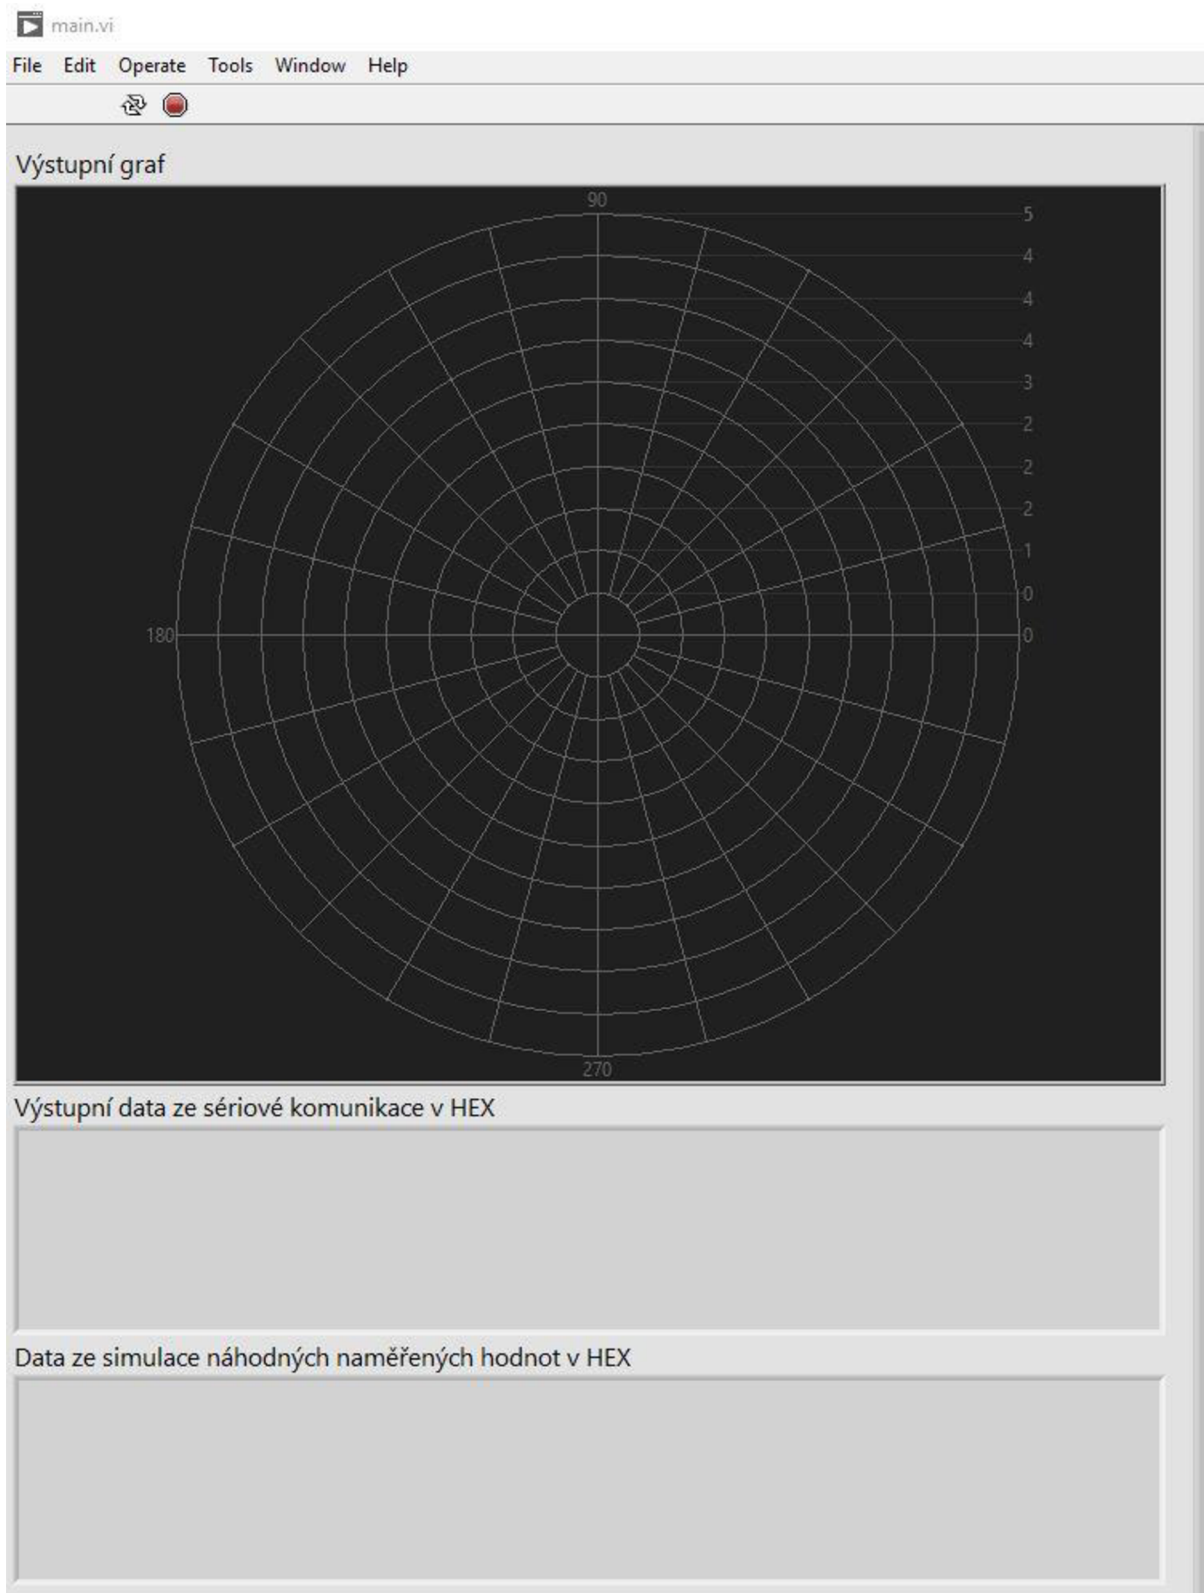 main.vi
File Edit Operate Tools Window Help
Výstupní graf
90
5
4
4
4
3
2
2
2
1
0
180 0
270
Výstupní data ze sériové komunikace v HEX
Data ze simulace náhodných naměřených hodnot v HEX